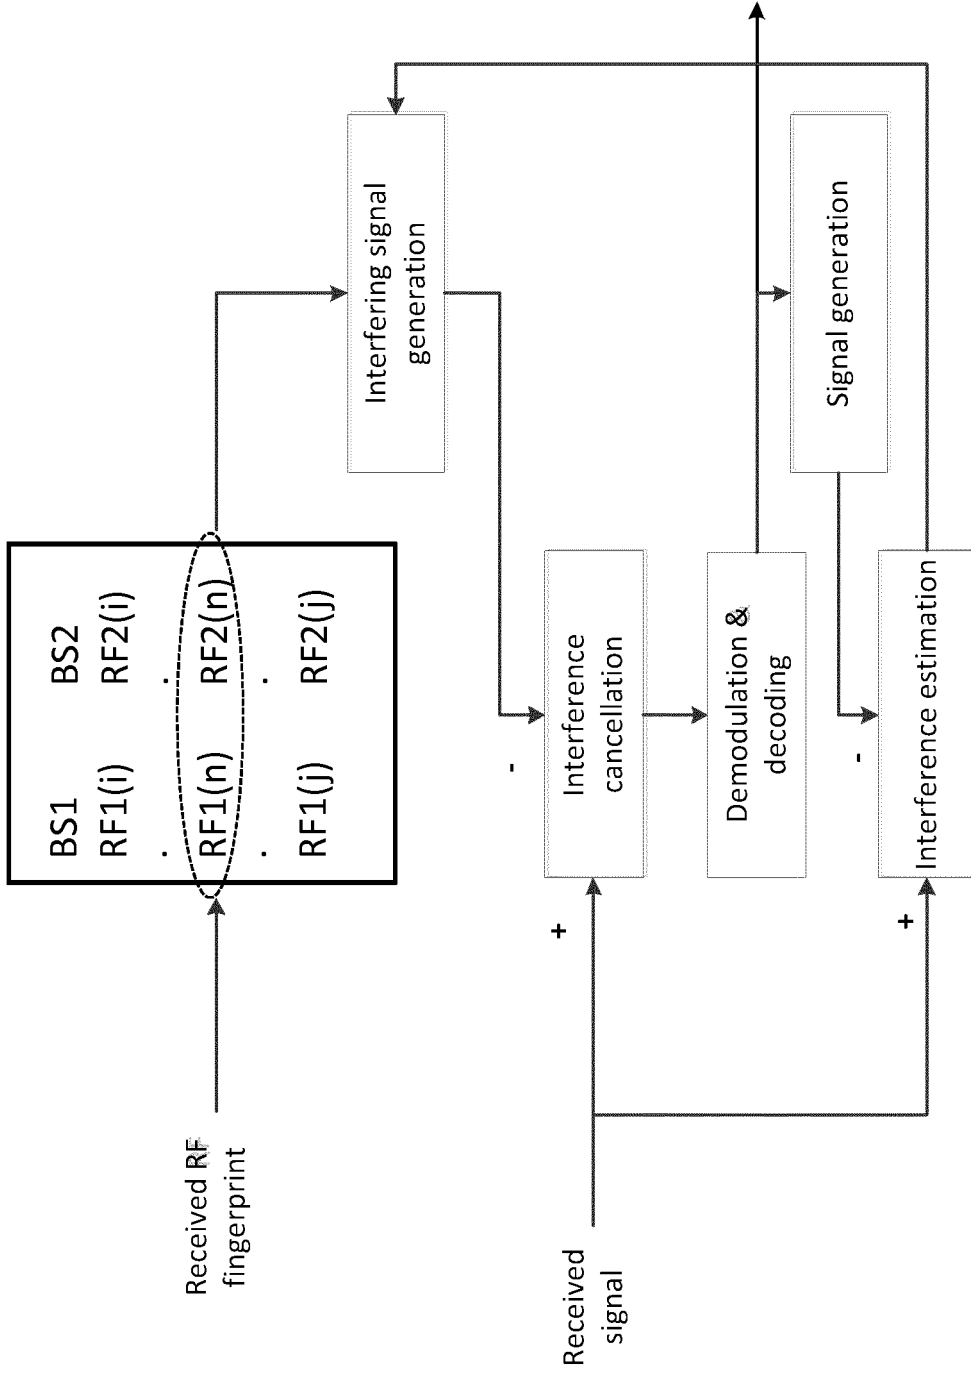 BS1 BS2
RF1(i) RF2(i)
. .
RF1(n) RF2(n)
. .
RF1(j) RF2(j)
Received RF
fingerprint
Interfering signal
generation
-
+
Interference
cancellation
Received
signal
Demodulation &
decoding
Signal generation
-
+
Interference estimation